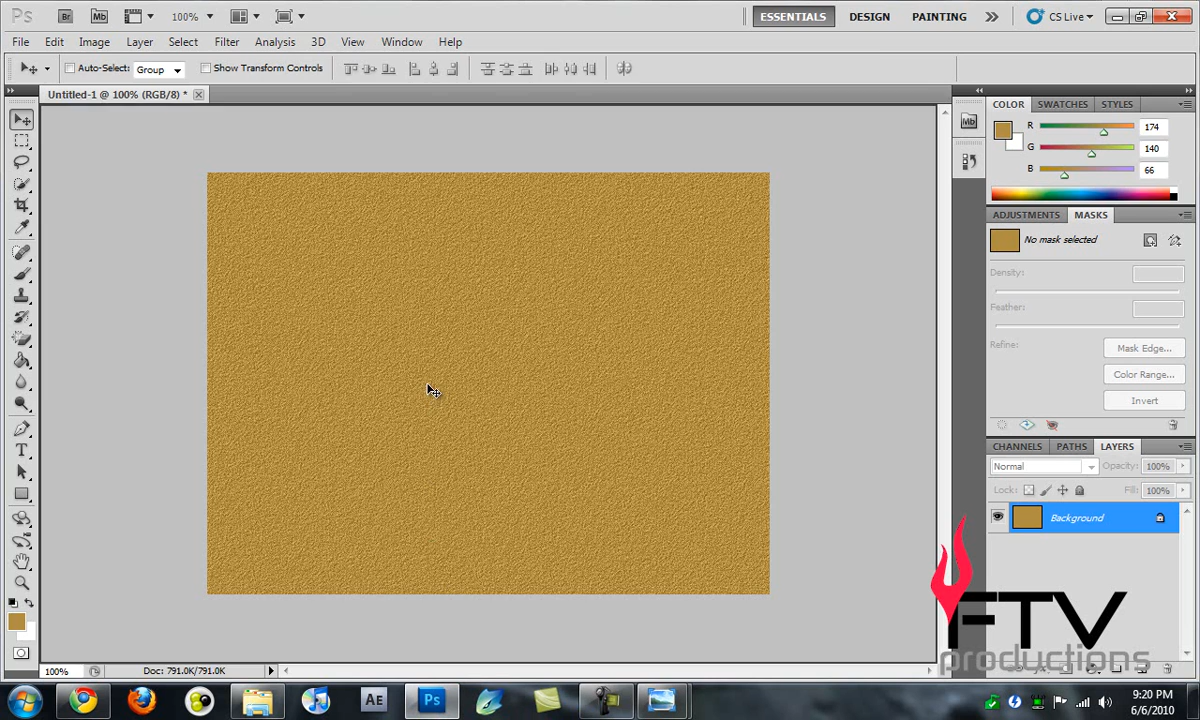 Ps Br Mb 100% ESSENTIALS DESIGN PAINTING CS Live
File Edit Image Layer Select Filter Analysis 3D View Window Help
Auto-Select: Group Show Transform Controls
Untitled-1 @ 100% (RGB/8) *
COLOR SWATCHES STYLES
Mb
R 174
G 140
B 66
ADJUSTMENTS MASKS
No mask selected
Density:
Feather:
Refine: Mask Edge...
Color Range...
Invert
CHANNELS PATHS LAYERS
Normal Opacity: 100%
Lock: Fill: 100%
Background
T
FTV
productions
100% Doc: 791.0K/791.0K
AE Ps
9:20 PM
6/6/2010